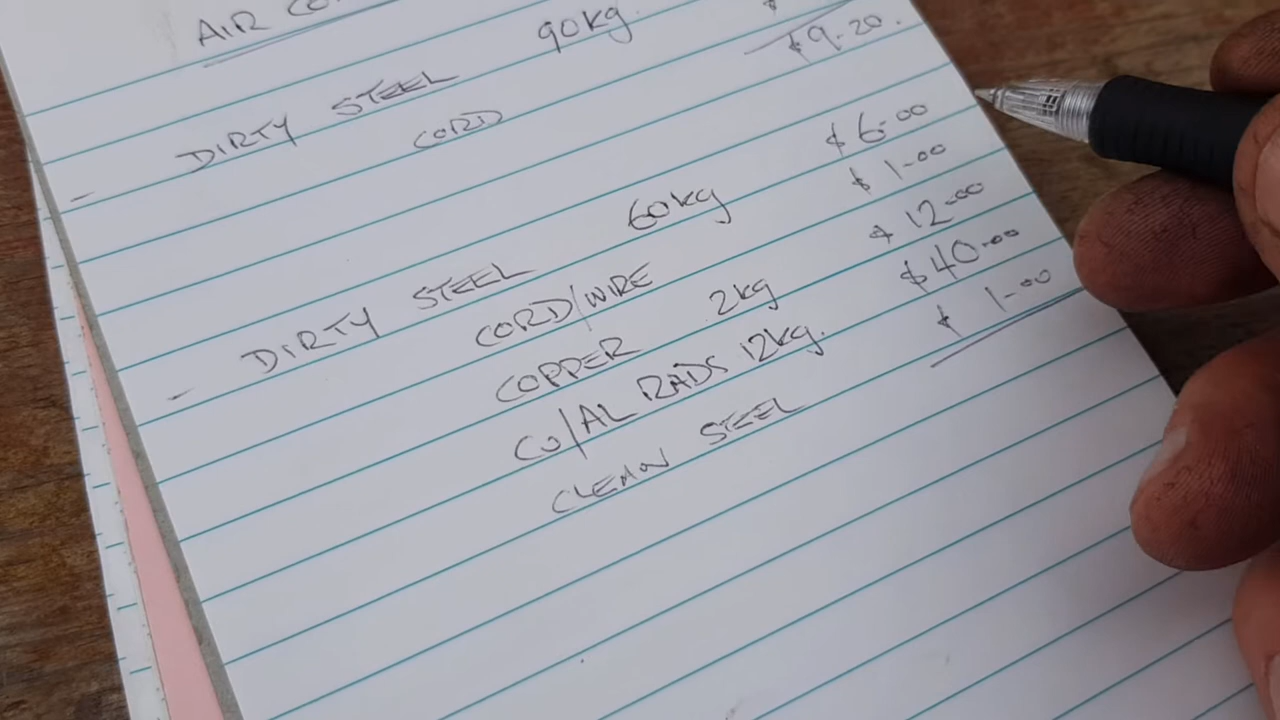 AIR CO
- DIRTY STEEL 90kg $
CORD $9.20.
- DIRTY STEEL 60kg $6.00
CORD/WIRE $1.00
COPPER 2kg $12.00
CU/AL RADS 12kg. $40.00
CLEAN STEEL $1.00